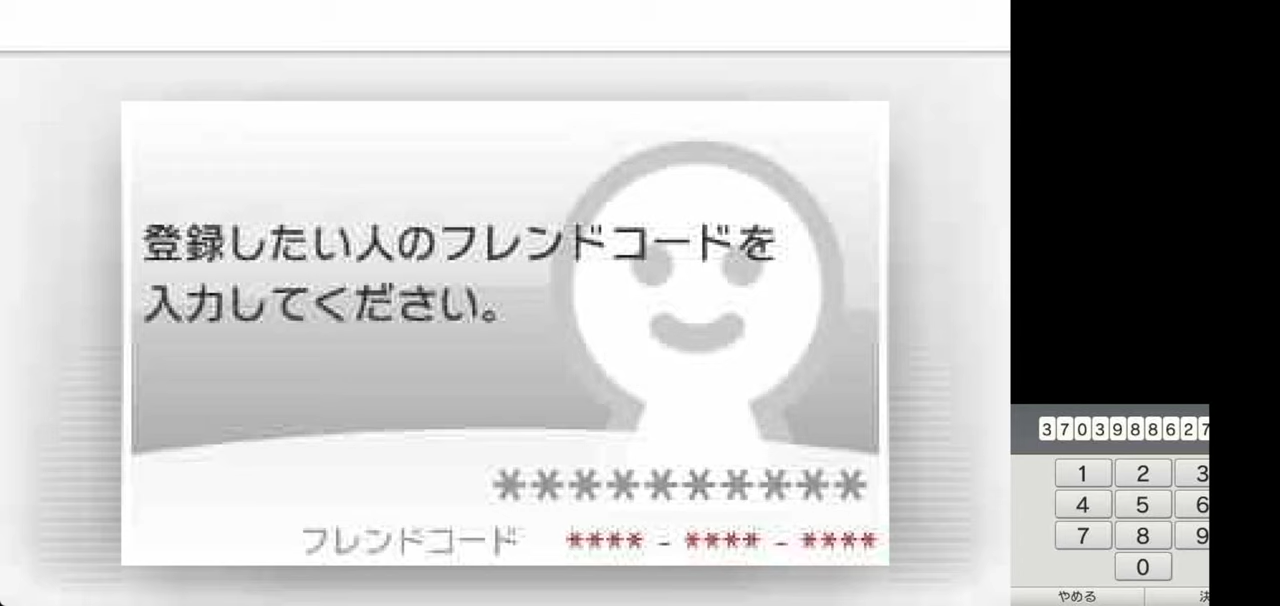 登録したい人のフレンドコードを
入力してください。
**********
フレンドコード ****-****-****
3703988627
1 2 3
4 5 6
7 8 9
0
やめる 決